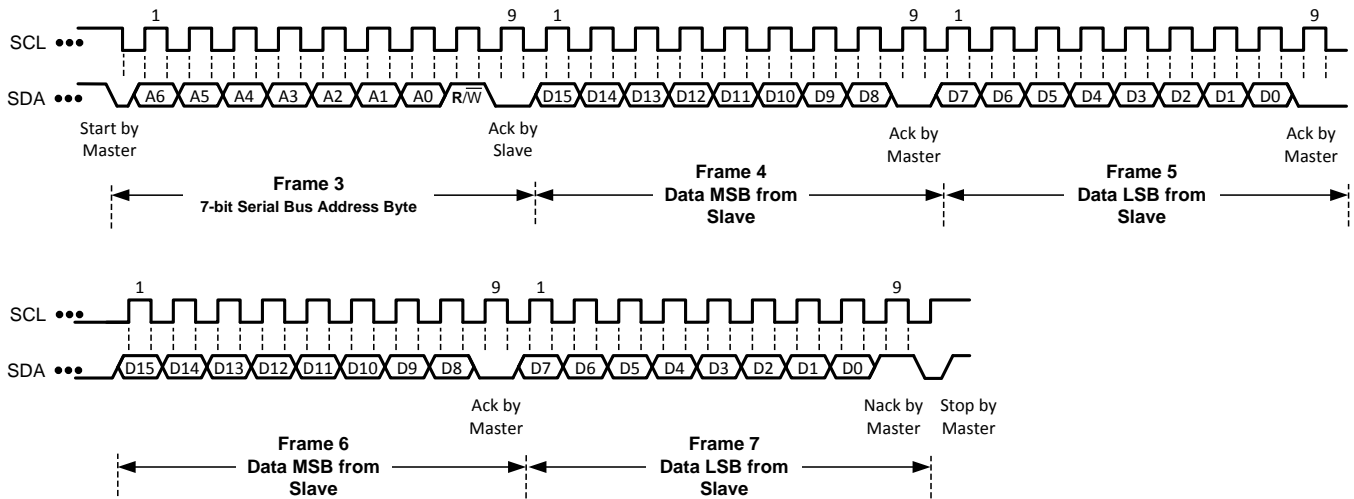 1 9 1 9 1 9
SCL •••
SDA ••• A6 A5 A4 A3 A2 A1 A0 R/W̅ D15 D14 D13 D12 D11 D10 D9 D8 D7 D6 D5 D4 D3 D2 D1 D0
Start by
Master
Ack by
Slave
Ack by
Master
Ack by
Master
Frame 3
7-bit Serial Bus Address Byte
Frame 4
Data MSB from
Slave
Frame 5
Data LSB from
Slave
1 9 1 9
SCL •••
SDA ••• D15 D14 D13 D12 D11 D10 D9 D8 D7 D6 D5 D4 D3 D2 D1 D0
Ack by
Master
Nack by
Master
Stop by
Master
Frame 6
Data MSB from
Slave
Frame 7
Data LSB from
Slave